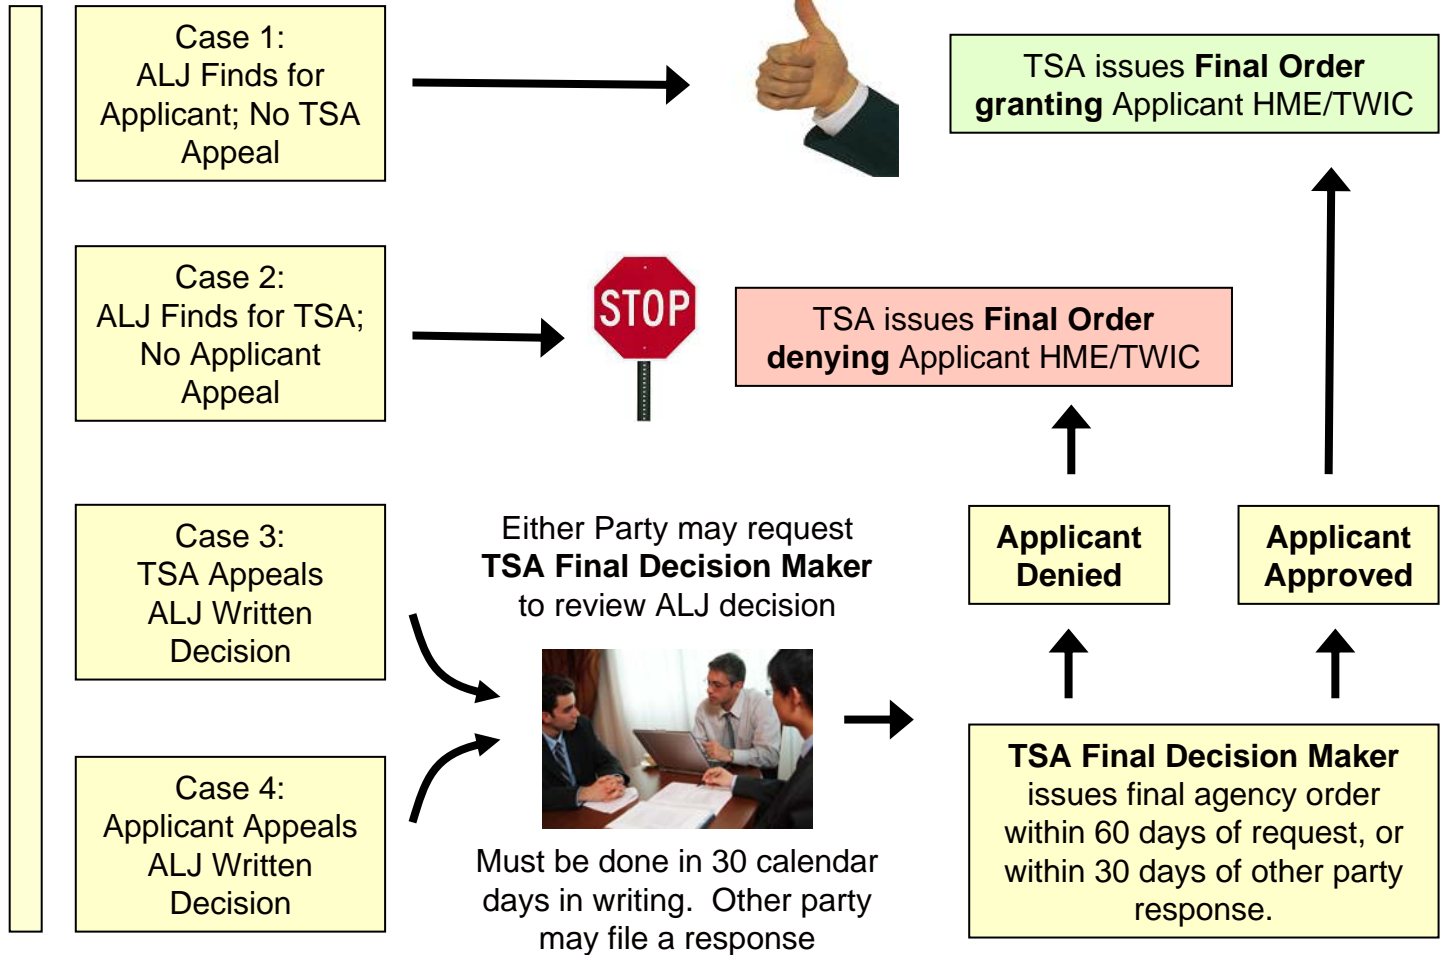 Case 1:
ALJ Finds for
Applicant; No TSA
Appeal
TSA issues Final Order
granting Applicant HME/TWIC
Case 2:
ALJ Finds for TSA;
No Applicant
Appeal
STOP
TSA issues Final Order
denying Applicant HME/TWIC
Case 3:
TSA Appeals
ALJ Written
Decision
Either Party may request
TSA Final Decision Maker
to review ALJ decision
Applicant
Denied
Applicant
Approved
Case 4:
Applicant Appeals
ALJ Written
Decision
Must be done in 30 calendar
days in writing.  Other party
may file a response
TSA Final Decision Maker
issues final agency order
within 60 days of request, or
within 30 days of other party
response.